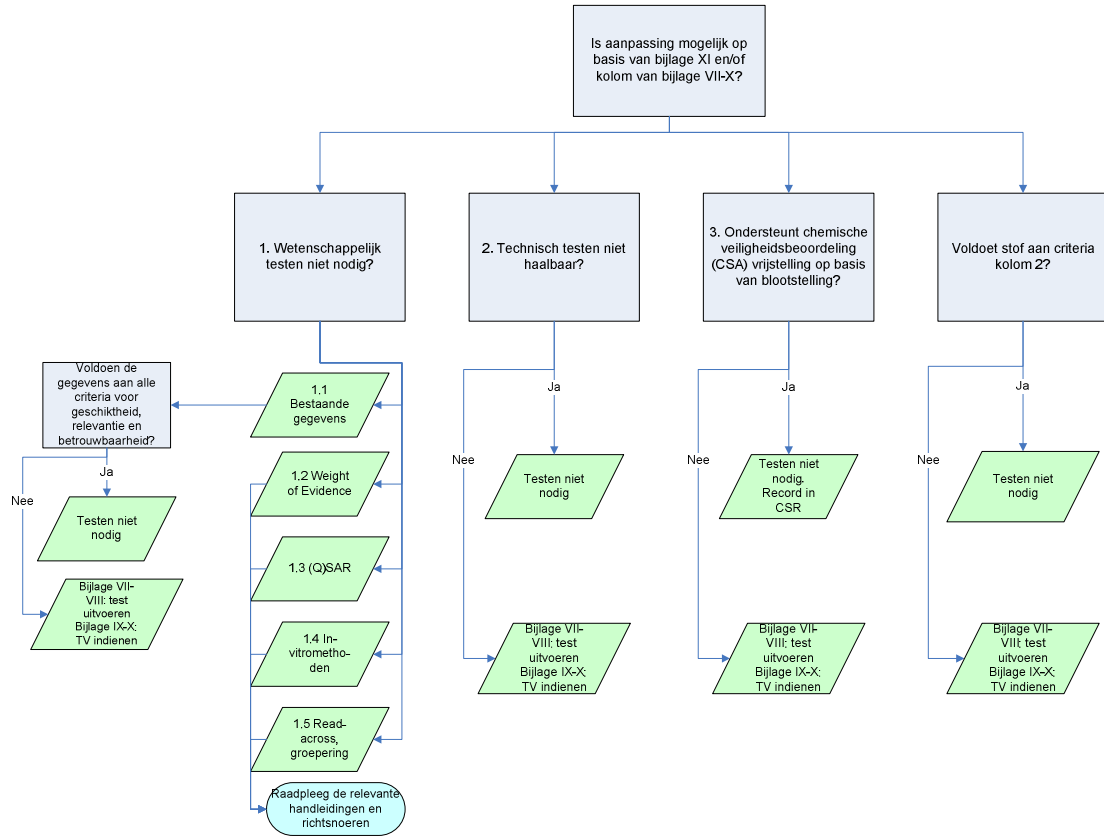 Is aanpassing mogelijk op
basis van bijlage XI en/of
kolom van bijlage VII-X?
1. Wetenschappelijk
testen niet nodig?
2. Technisch testen niet
haalbaar?
3. Ondersteunt chemische
veiligheidsbeoordeling
(CSA) vrijstelling op basis
van blootstelling?
Voldoet stof aan criteria
kolom 2?
Voldoen de
gegevens aan alle
criteria voor
geschiktheid,
relevantie en
betrouwbaarheid?
Ja
Nee
Testen niet
nodig
Bijlage VII-
VIII: test
uitvoeren
Bijlage IX-X:
TV indienen
1.1
Bestaande
gegevens
1.2 Weight
of Evidence
1.3 (Q)SAR
1.4 In-
vitrometho-
den
1.5 Read-
across,
groepering
Raadpleeg de relevante
handleidingen en
richtsnoeren
Ja
Nee
Testen niet
nodig
Bijlage VII-
VIII: test
uitvoeren
Bijlage IX-X:
TV indienen
Ja
Nee
Testen niet
nodig.
Record in
CSR
Bijlage VII-
VIII: test
uitvoeren
Bijlage IX-X:
TV indienen
Ja
Nee
Testen niet
nodig
Bijlage VII-
VIII: test
uitvoeren
Bijlage IX-X:
TV indienen